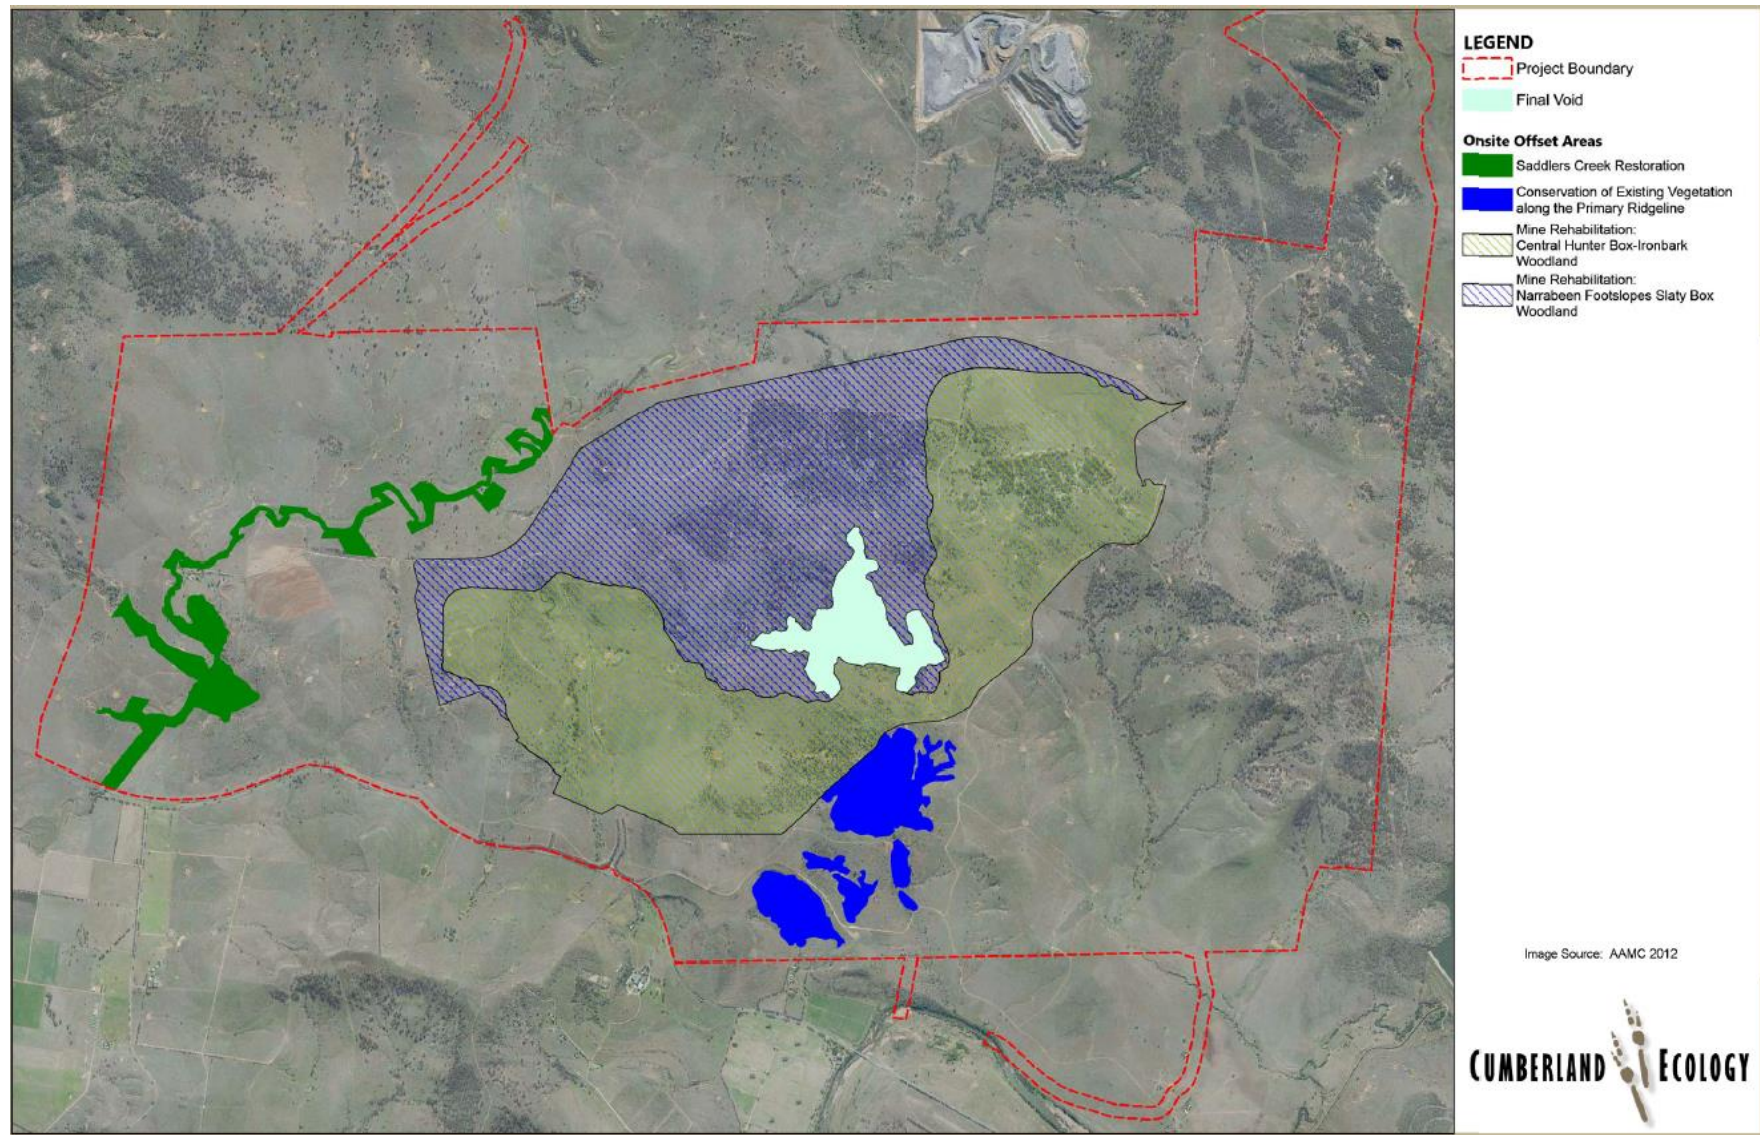 LEGEND
Project Boundary
Final Void
Onsite Offset Areas
Saddlers Creek Restoration
Conservation of Existing Vegetation
along the Primary Ridgeline
Mine Rehabilitation:
Central Hunter Box-Ironbark
Woodland
Mine Rehabilitation:
Narrabeen Footslopes Slaty Box
Woodland
Image Source: AAMC 2012
CUMBERLAND ECOLOGY